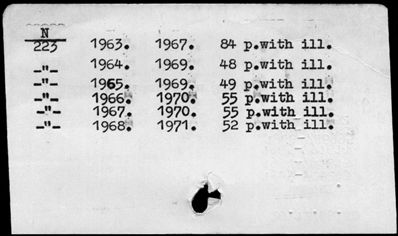 N
223 1963. 1967. 84 p.with ill.
_"_ 1964. 1969. 48 p.with ill.
_"_ 1965. 1969. 49 p.with ill.
_"_ 1966. 1970. 55 p.with ill.
_"_ 1967. 1970. 55 p.with ill.
_"_ 1968. 1971. 52 p.with ill.